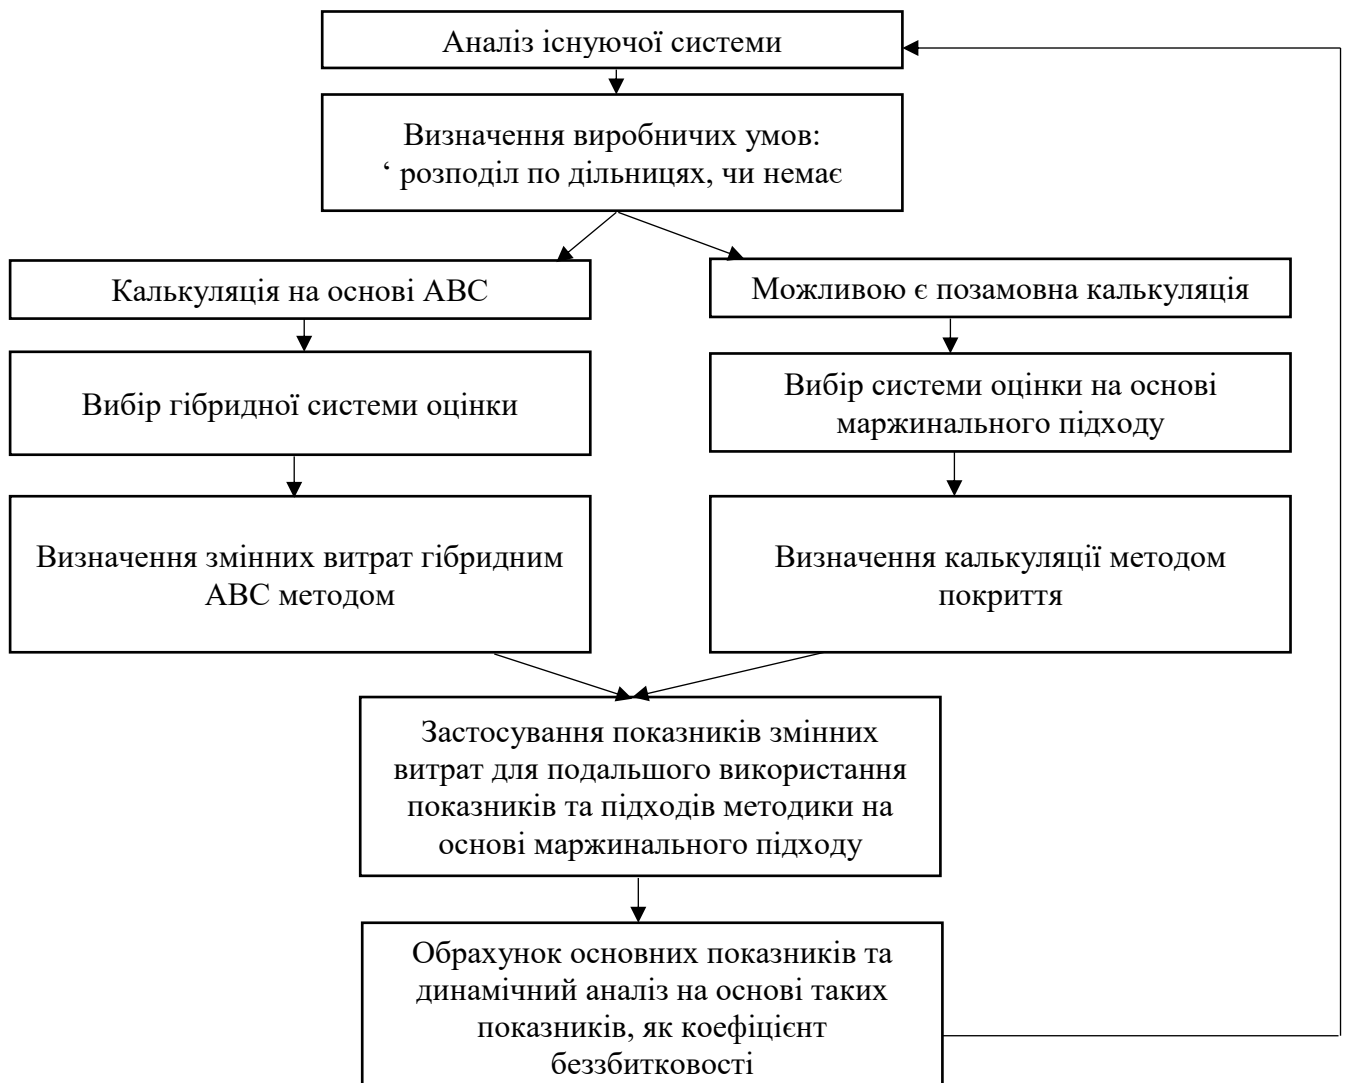 Аналіз існуючої системи
Визначення виробничих умов:
‘ розподіл по дільницях, чи немає
Калькуляція на основі АВС
Можливою є позамовна калькуляція
Вибір гібридної системи оцінки
Вибір системи оцінки на основі
маржинального підходу
Визначення змінних витрат гібридним
АВС методом
Визначення калькуляції методом
покриття
Застосування показників змінних
витрат для подальшого використання
показників та підходів методики на
основі маржинального підходу
Обрахунок основних показників та
динамічний аналіз на основі таких
показників, як коефіцієнт
беззбитковості